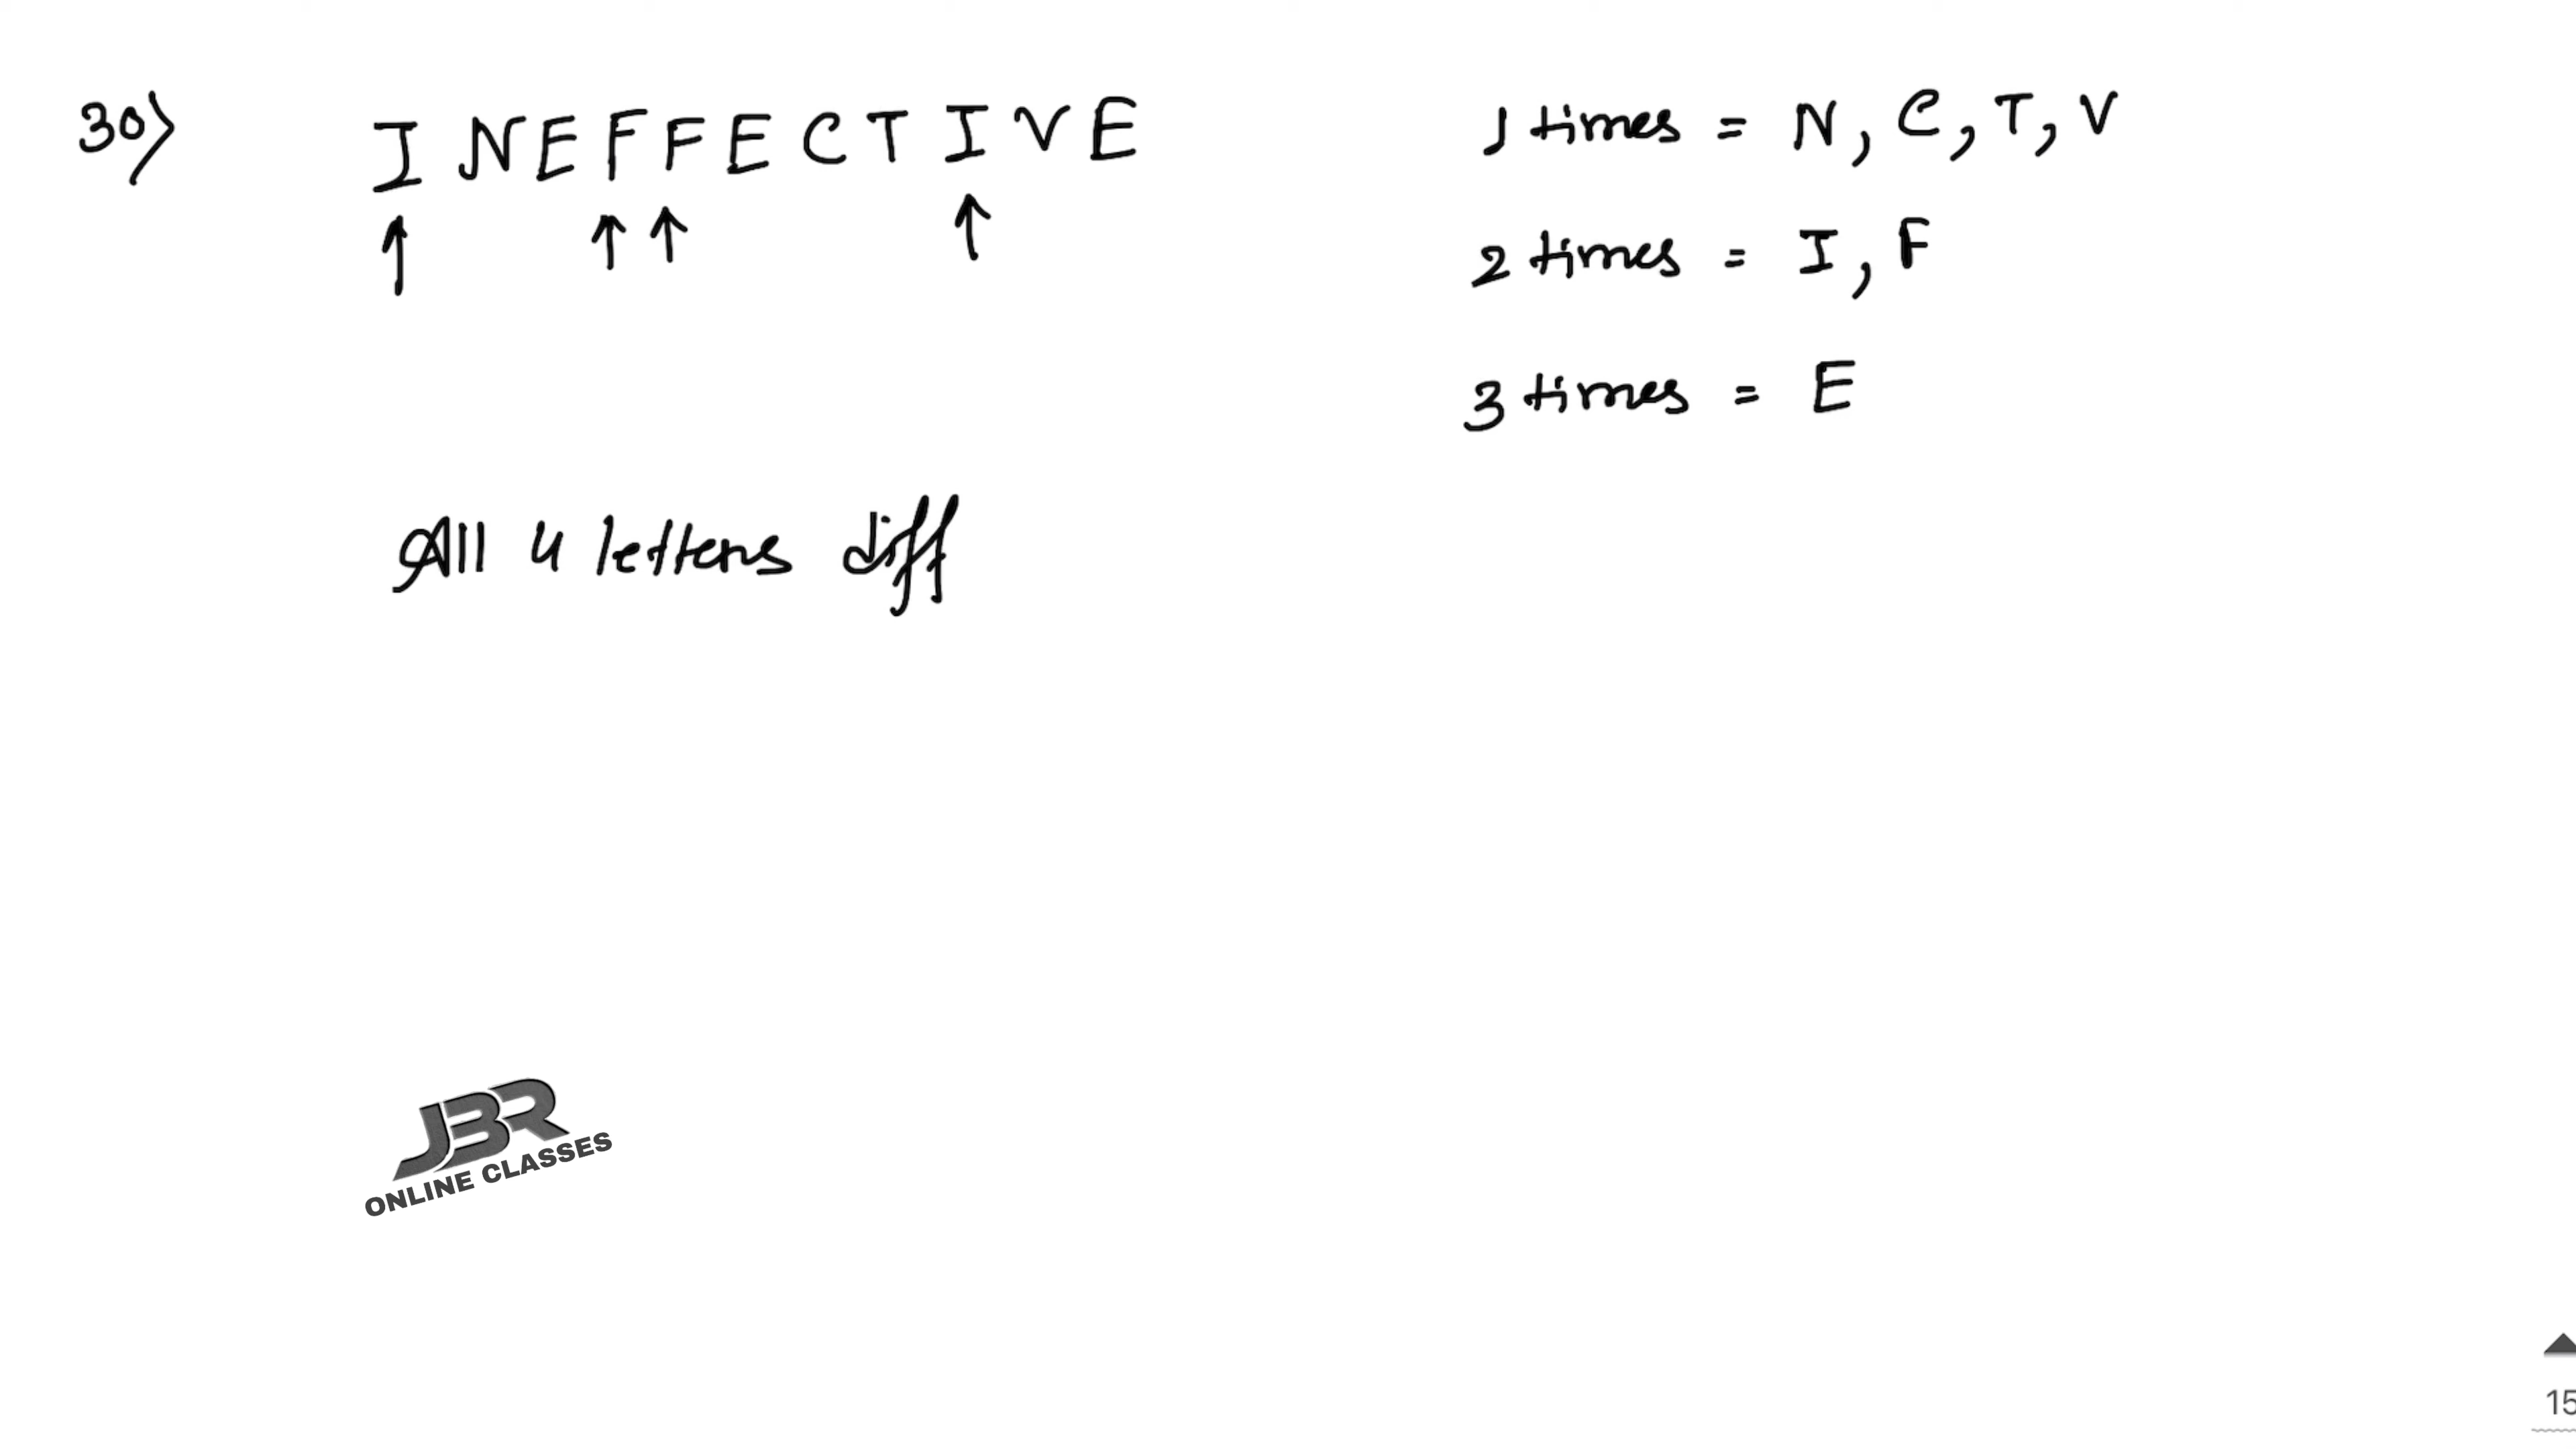 30) I N E F F E C T I V E
1 times = N, C, T, V
2 times = I, F
3 times = E
All 4 letters diff
JBR
ONLINE CLASSES
15